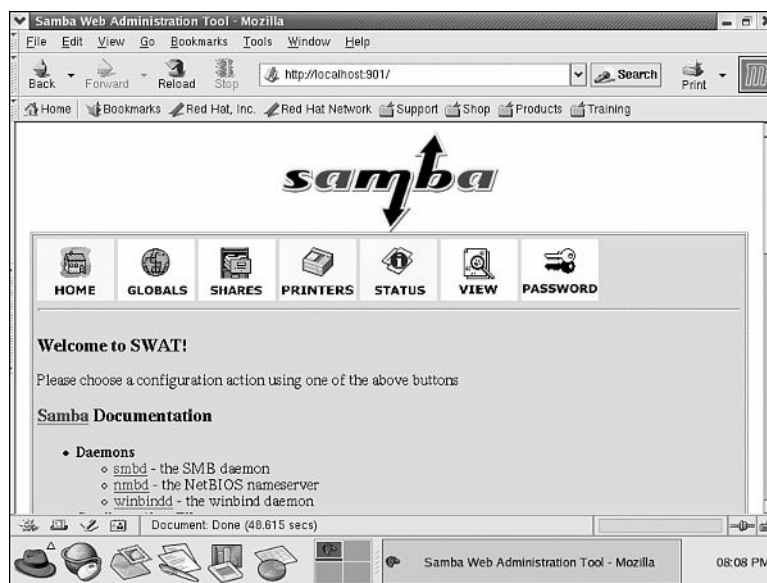 Samba Web Administration Tool - Mozilla
File Edit View Go Bookmarks Tools Window Help
Back Forward Reload Stop http://localhost:901/ Search Print
Home Bookmarks Red Hat, Inc. Red Hat Network Support Shop Products Training
samba
HOME GLOBALS SHARES PRINTERS STATUS VIEW PASSWORD
Welcome to SWAT!
Please choose a configuration action using one of the above buttons
Samba Documentation
Daemons
smbd - the SMB daemon
nmbd - the NetBIOS nameserver
winbindd - the winbind daemon
Document: Done (48.615 secs)
Samba Web Administration Tool - Mozilla 08:08 PM